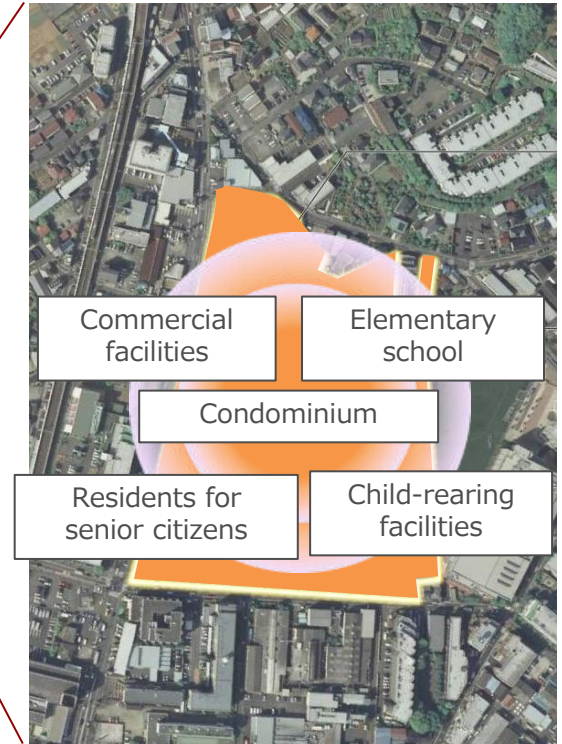 Commercial
facilities
Elementary
school
Condominium
Residents for
senior citizens
Child-rearing
facilities